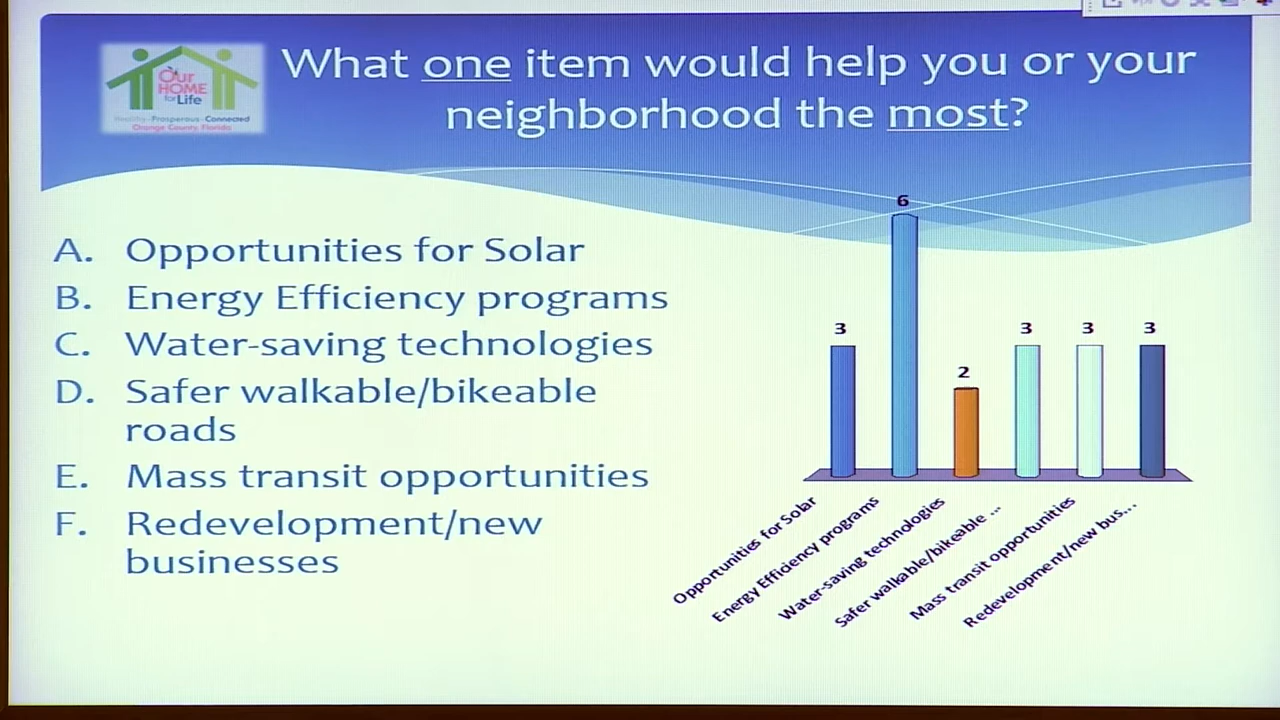 What one item would help you or your
neighborhood the most?
Our
HOME
for Life
Healthy-Prosperous-Connected
Orange County Florida
A. Opportunities for Solar
B. Energy Efficiency programs
C. Water-saving technologies
D. Safer walkable/bikeable
roads
E. Mass transit opportunities
F. Redevelopment/new
businesses
3
6
2
3
3
3
Opportunities for Solar
Energy Efficiency programs
Water-saving technologies
Safer walkable/bikeable ...
Mass transit opportunities
Redevelopment/new bus...